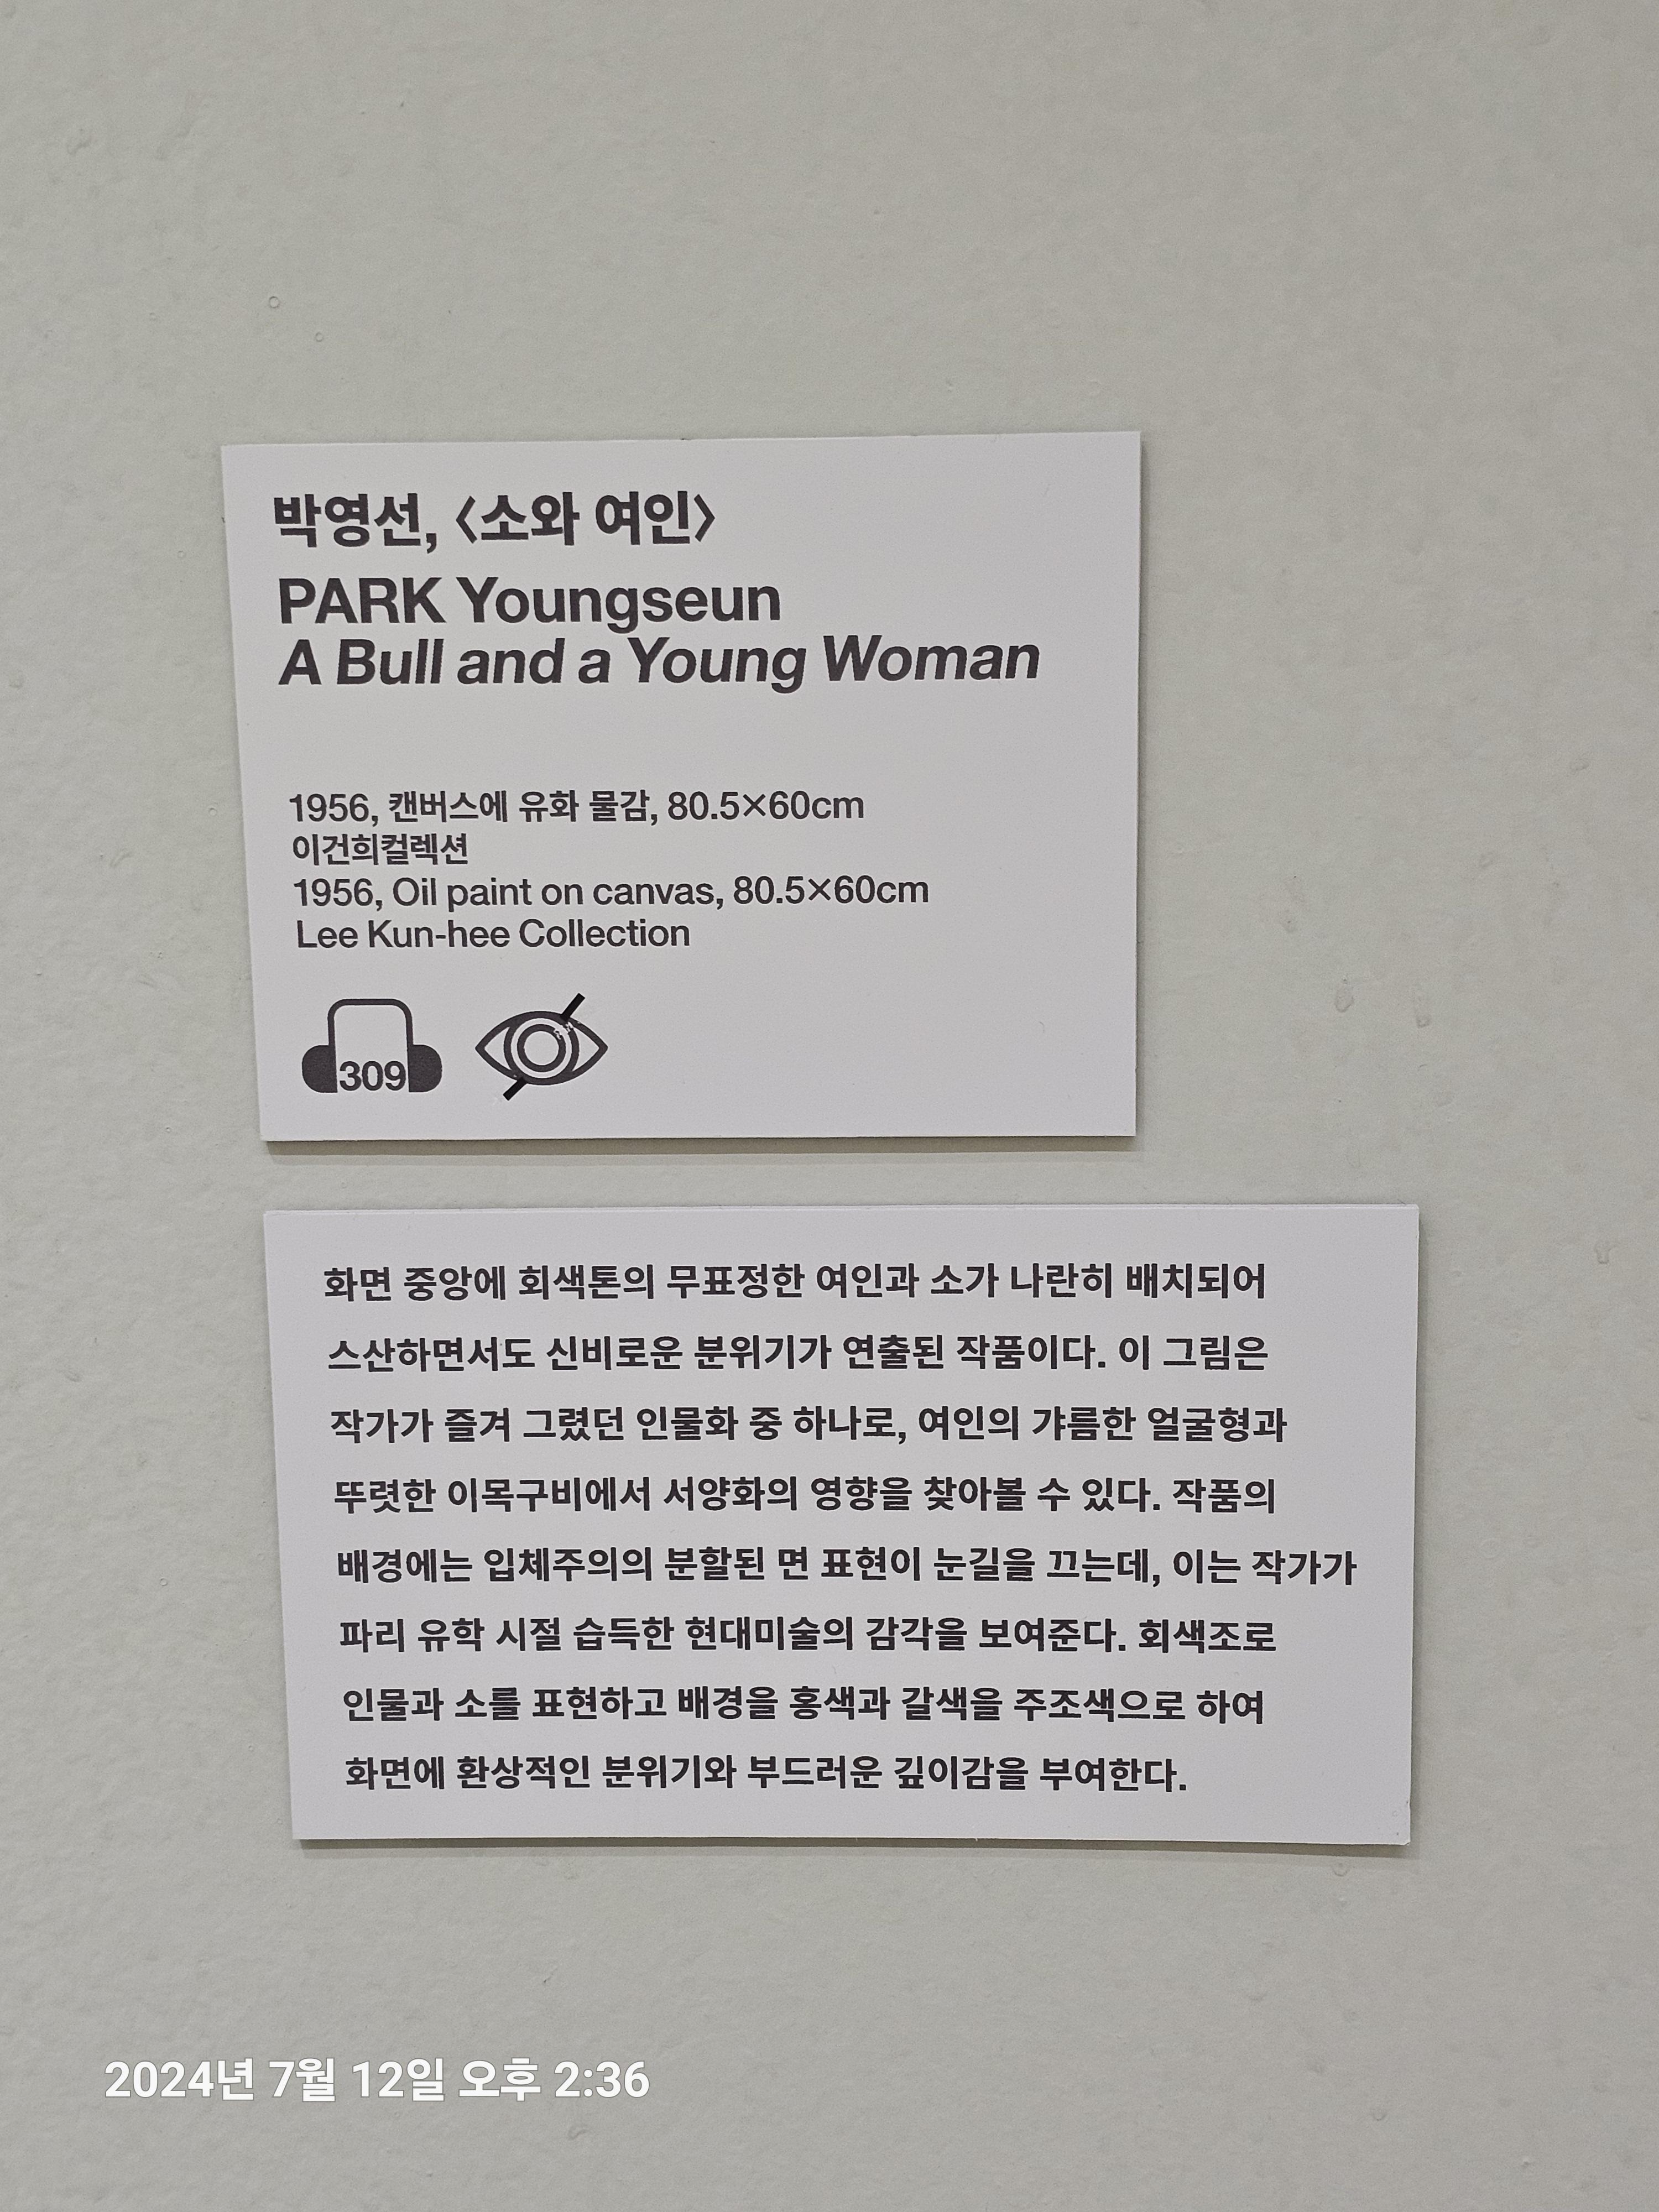 박영선, 〈소와 여인〉
PARK Youngseun
A Bull and a Young Woman
1956, 캔버스에 유화 물감, 80.5×60cm
이건희컬렉션
1956, Oil paint on canvas, 80.5×60cm
Lee Kun-hee Collection
309
화면 중앙에 회색톤의 무표정한 여인과 소가 나란히 배치되어
스산하면서도 신비로운 분위기가 연출된 작품이다. 이 그림은
작가가 즐겨 그렸던 인물화 중 하나로, 여인의 갸름한 얼굴형과
뚜렷한 이목구비에서 서양화의 영향을 찾아볼 수 있다. 작품의
배경에는 입체주의의 분할된 면 표현이 눈길을 끄는데, 이는 작가가
파리 유학 시절 습득한 현대미술의 감각을 보여준다. 회색조로
인물과 소를 표현하고 배경을 홍색과 갈색을 주조색으로 하여
화면에 환상적인 분위기와 부드러운 깊이감을 부여한다.
2024년 7월 12일 오후 2:36